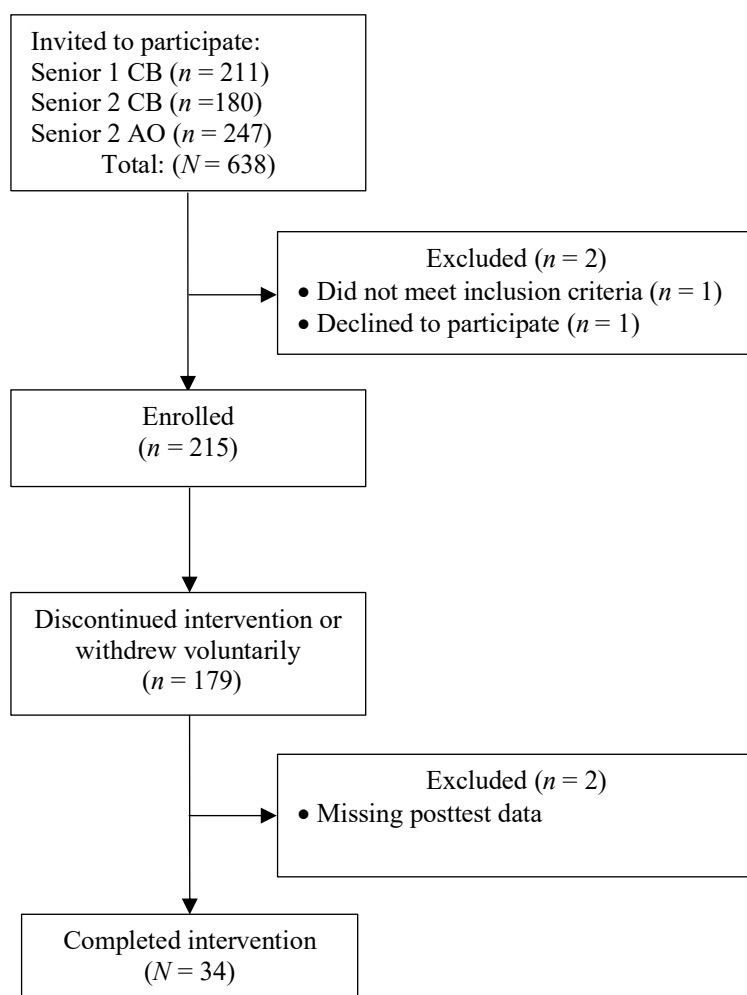 Invited to participate:
Senior 1 CB (n = 211)
Senior 2 CB (n =180)
Senior 2 AO (n = 247)
Total: (N = 638)
Excluded (n = 2)
• Did not meet inclusion criteria (n = 1)
• Declined to participate (n = 1)
Enrolled
(n = 215)
Discontinued intervention or
withdrew voluntarily
(n = 179)
Excluded (n = 2)
• Missing posttest data
Completed intervention
(N = 34)